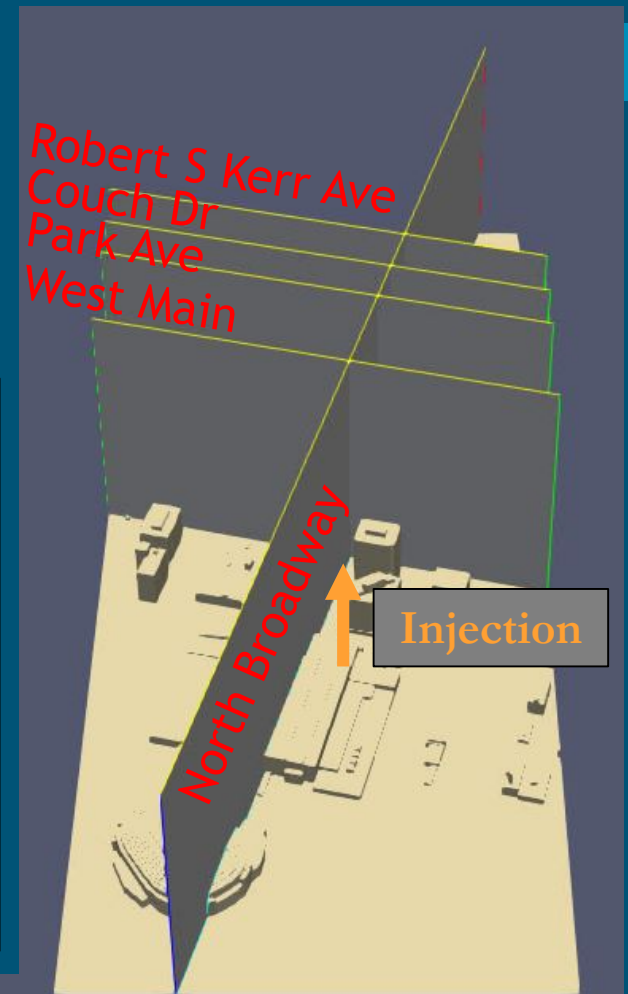 Robert S Kerr Ave
Couch Dr
Park Ave
West Main
North Broadway
Injection